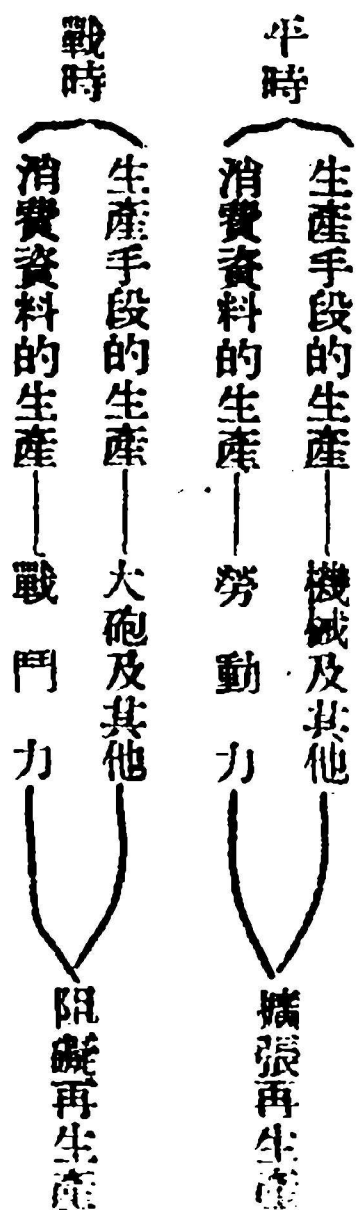 平時
生產手段的生產——機械及其他
消費資料的生產——勞動力
擴張再生產
戰時
生產手段的生產——大砲及其他
消費資料的生產——戰鬥力
阻礙再生產